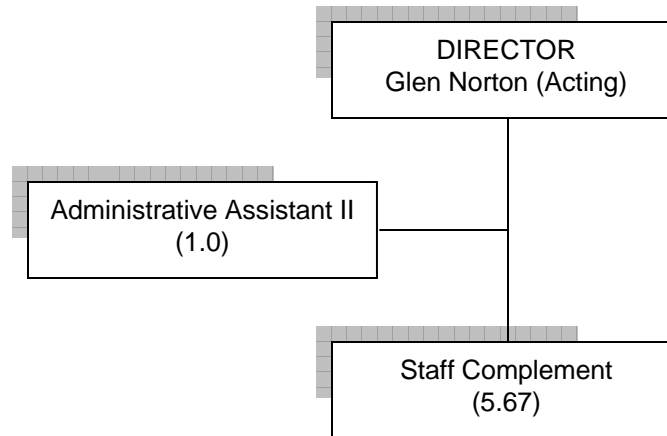 DIRECTOR
Glen Norton (Acting)
Administrative Assistant II
(1.0)
Staff Complement
(5.67)